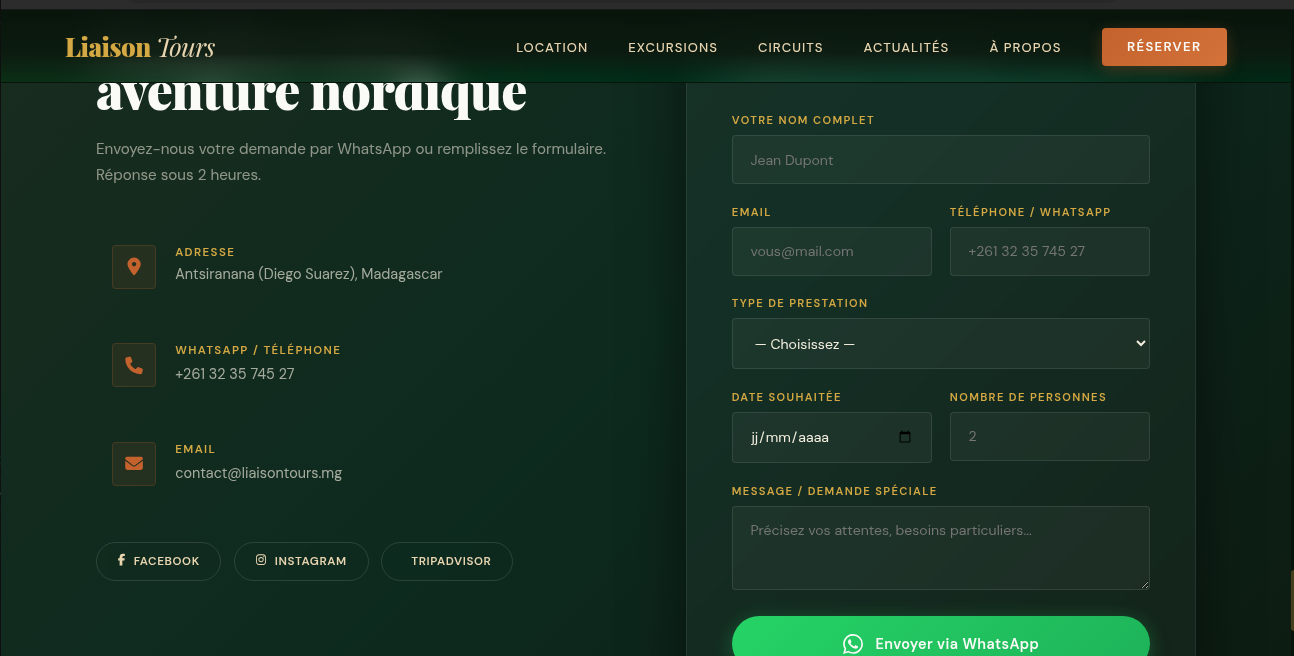 Liaison Tours
LOCATION
EXCURSIONS
CIRCUITS
ACTUALITÉS
À PROPOS
RÉSERVER
aventure nordique
Envoyez-nous votre demande par WhatsApp ou remplissez le formulaire.
Réponse sous 2 heures.
ADRESSE
Antsiranana (Diego Suarez), Madagascar
WHATSAPP / TÉLÉPHONE
+261 32 35 745 27
EMAIL
contact@liaisontours.mg
FACEBOOK
INSTAGRAM
TRIPADVISOR
VOTRE NOM COMPLET
Jean Dupont
EMAIL
vous@mail.com
TÉLÉPHONE / WHATSAPP
+261 32 35 745 27
TYPE DE PRESTATION
— Choisissez —
DATE SOUHAITÉE
jj/mm/aaaa
NOMBRE DE PERSONNES
2
MESSAGE / DEMANDE SPÉCIALE
Précisez vos attentes, besoins particuliers...
Envoyer via WhatsApp